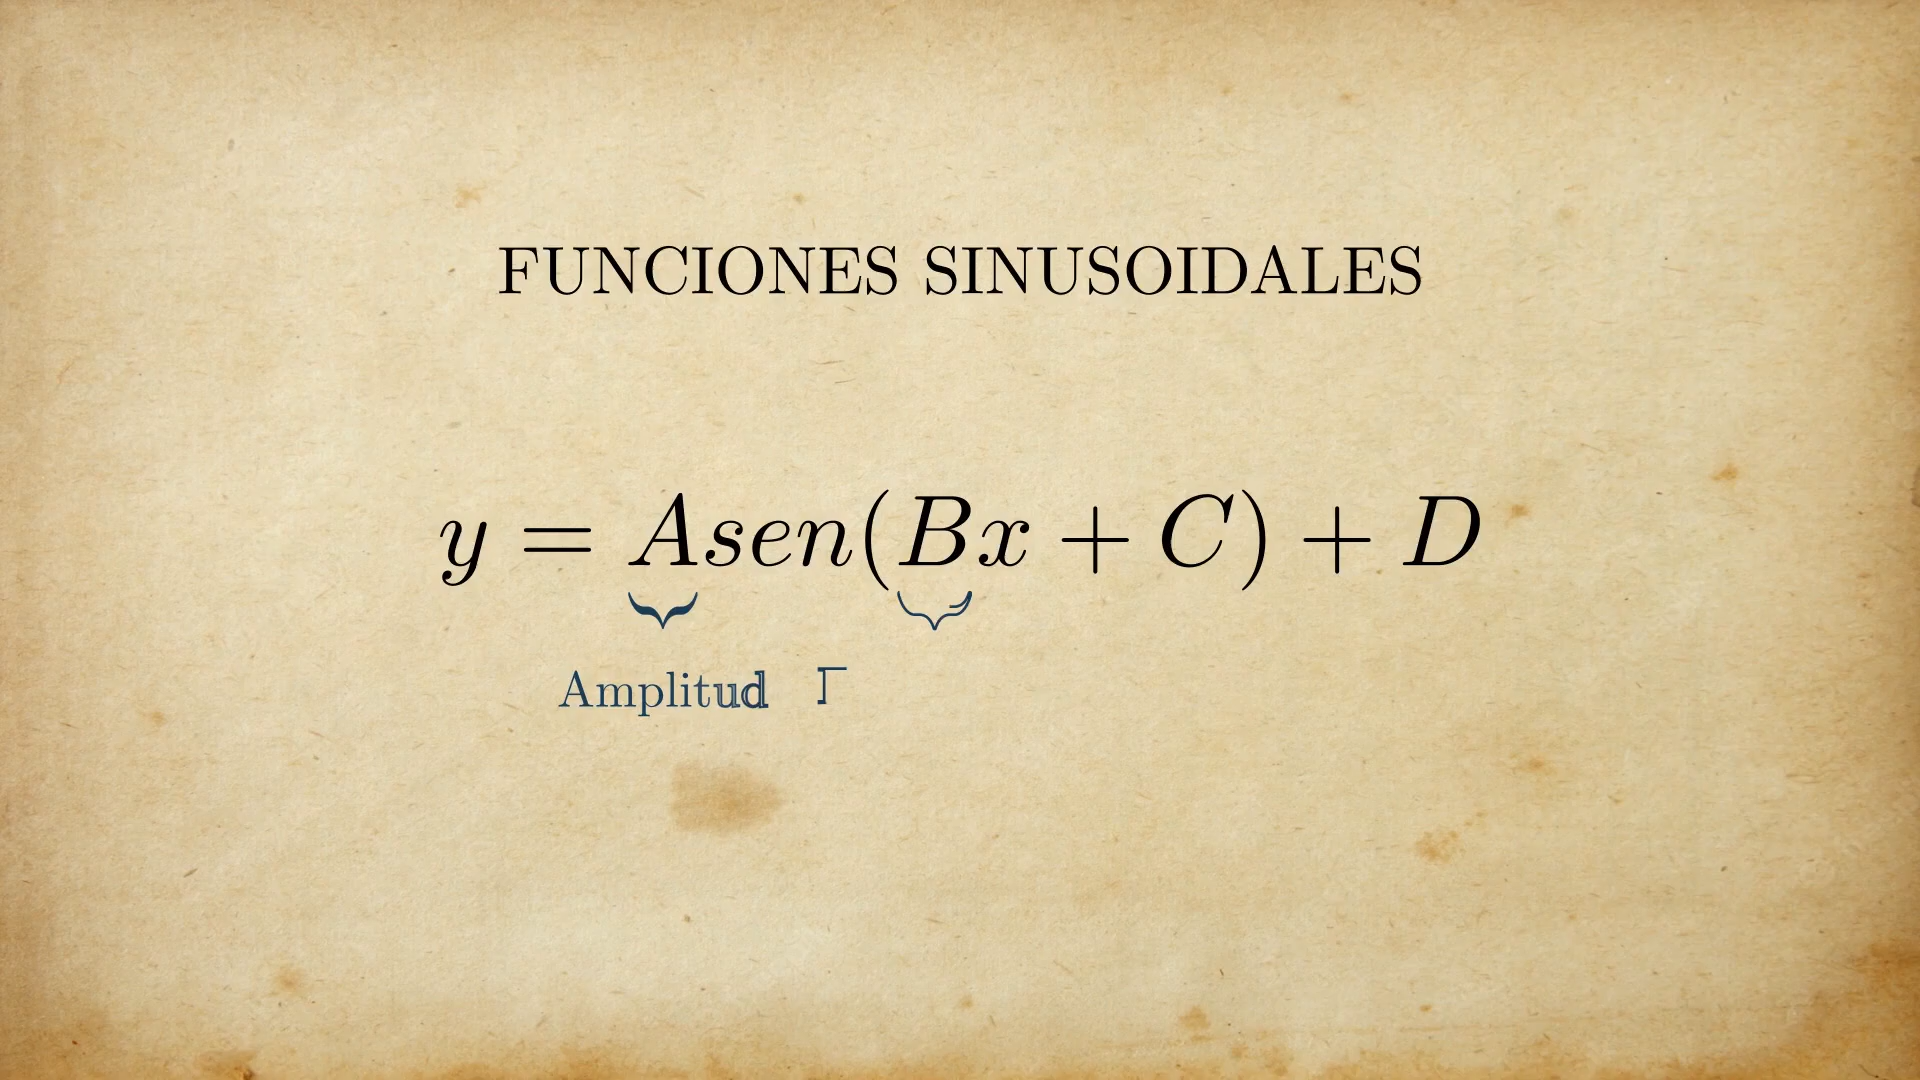 FUNCIONES SINUSOIDALES
y = Asen(Bx + C) + D
Amplitud